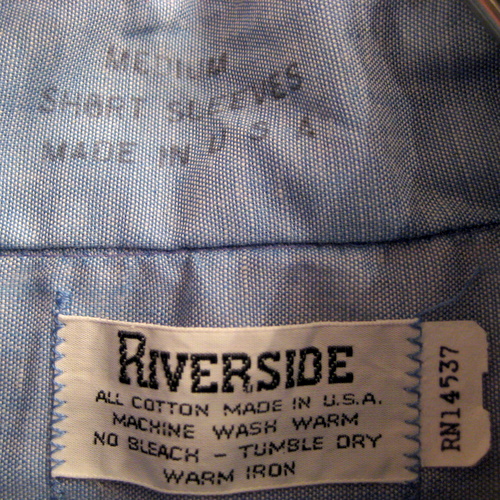 MEDIUM
SHORT SLEEVES
MADE IN U S A
RIVERSIDE
ALL COTTON MADE IN U.S.A.
MACHINE WASH WARM
NO BLEACH - TUMBLE DRY
WARM IRON
RN14537